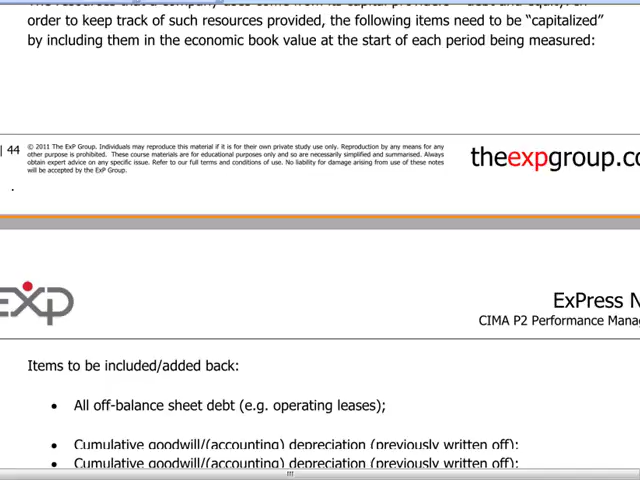 order to keep track of such resources provided, the following items need to be “capitalized”
by including them in the economic book value at the start of each period being measured:
| 44
© 2011 The ExP Group. Individuals may reproduce this material if it is for their own private study use only. Reproduction by any means for any
other purpose is prohibited. These course materials are for educational purposes only and so are necessarily simplified and summarised. Always
obtain expert advice on any specific issue. Refer to our full terms and conditions of use. No liability for damage arising from use of these notes
will be accepted by the ExP Group.
theexpgroup.co
.
exp
ExPress N
CIMA P2 Performance Mana
Items to be included/added back:
• All off-balance sheet debt (e.g. operating leases);
• Cumulative goodwill/(accounting) depreciation (previously written off);
• Cumulative goodwill/(accounting) depreciation (previously written off);